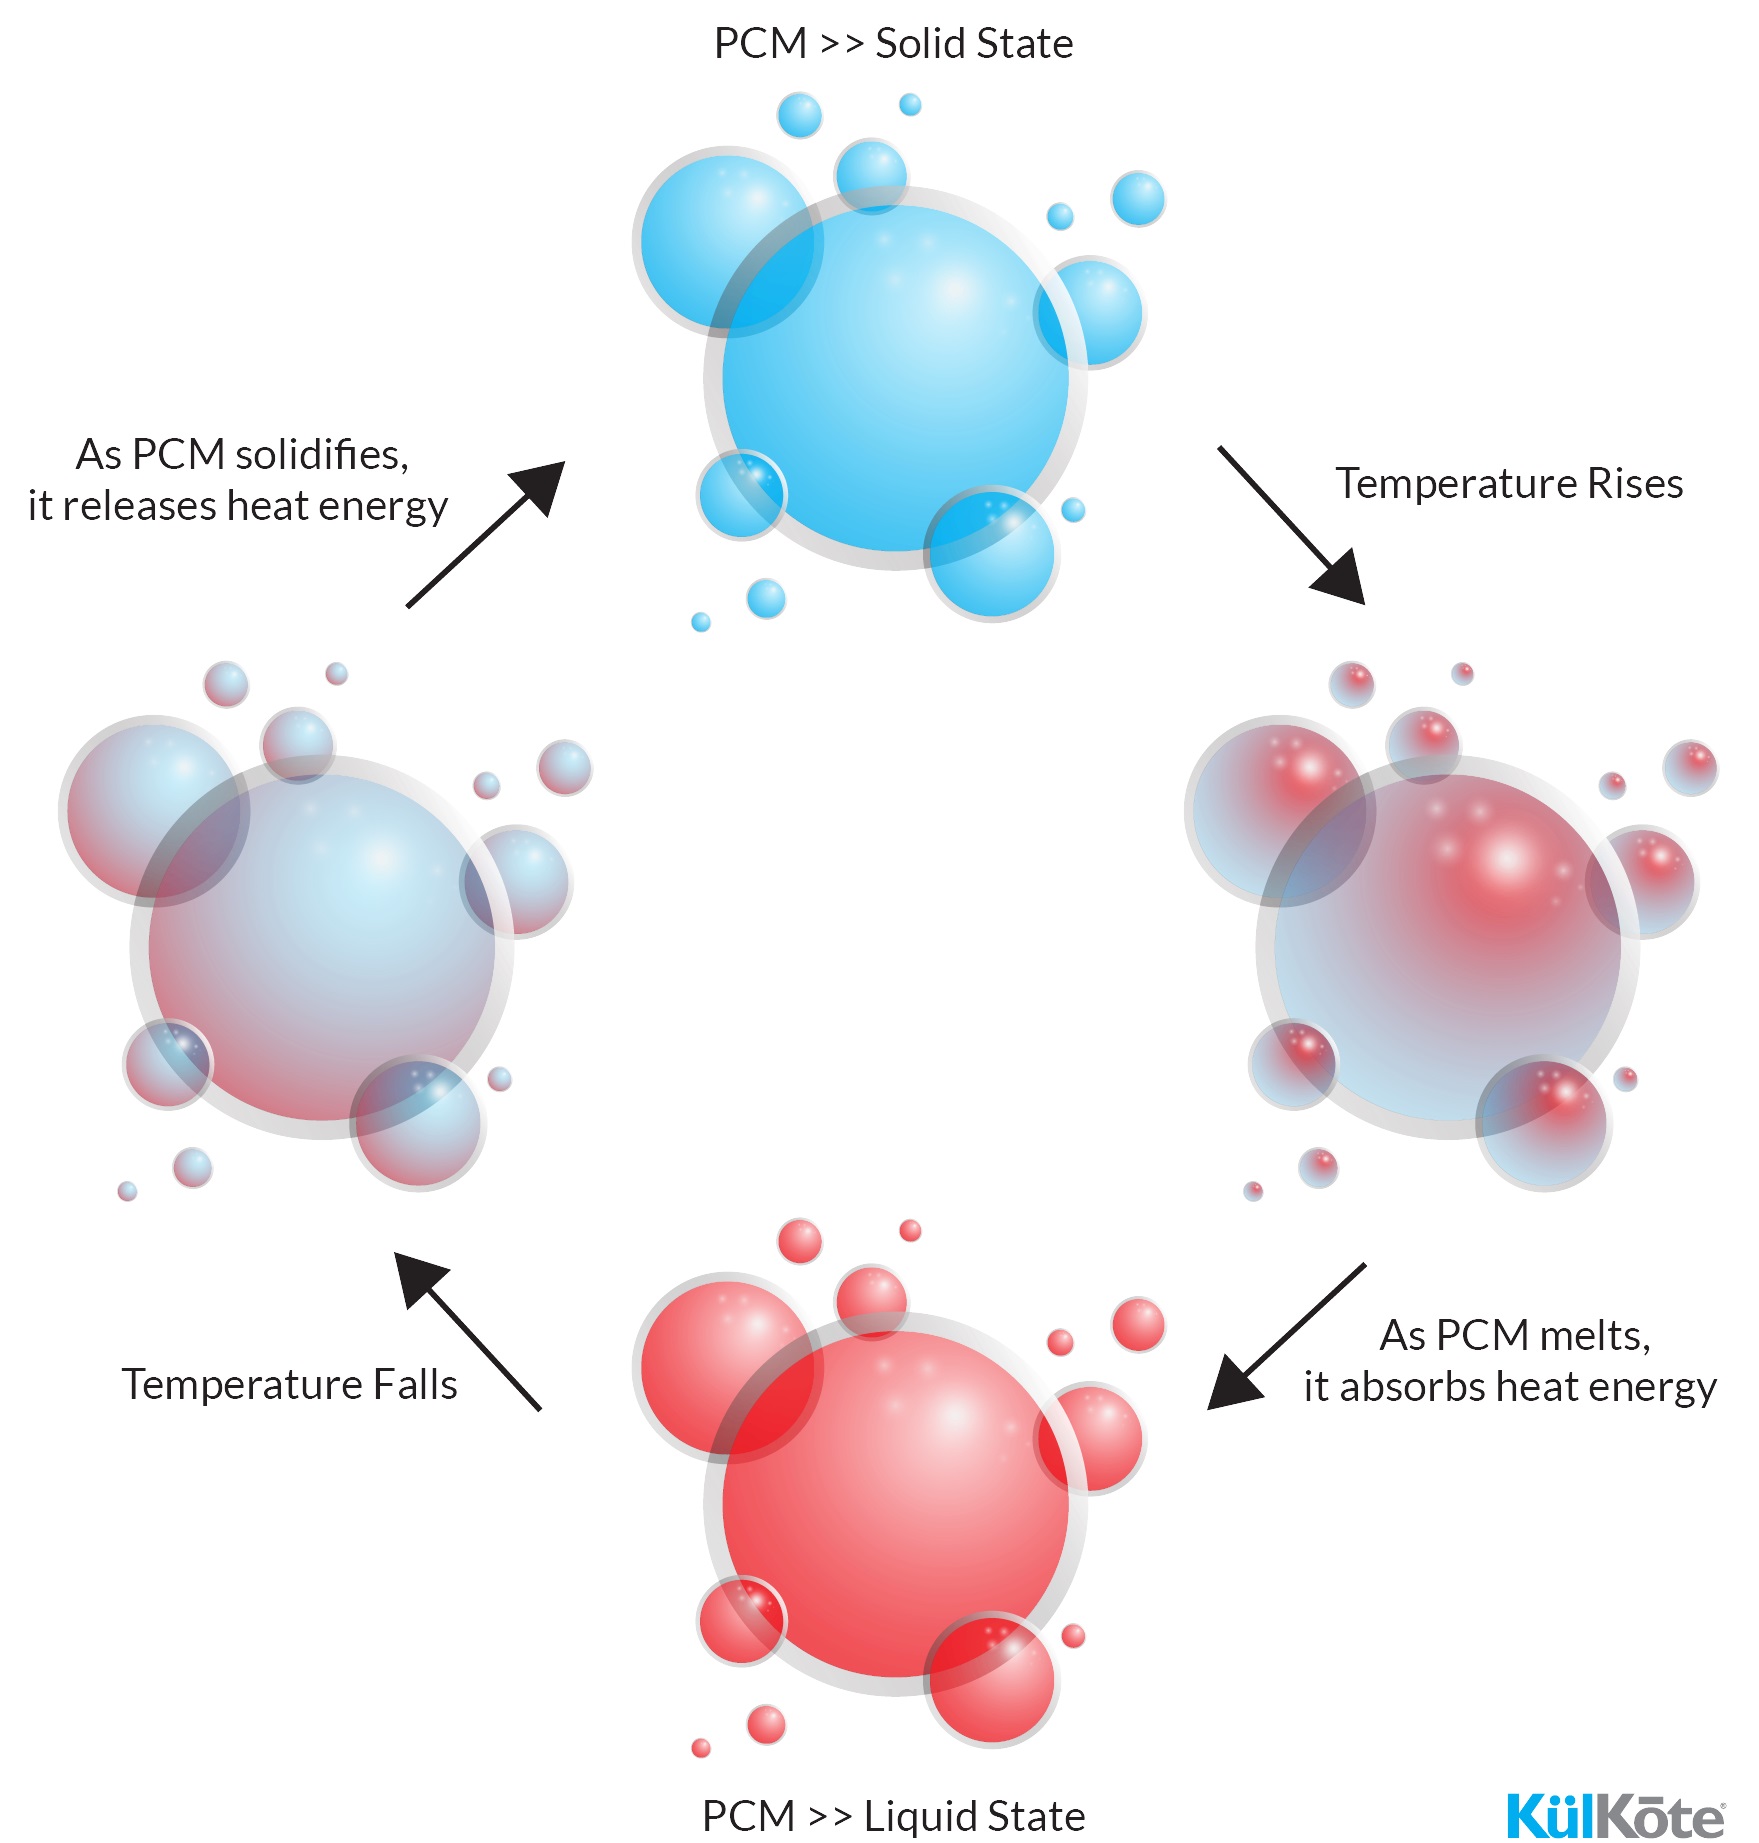 PCM >> Solid State
As PCM solidifies,
it releases heat energy
Temperature Rises
Temperature Falls
As PCM melts,
it absorbs heat energy
PCM >> Liquid State
KülKōte®